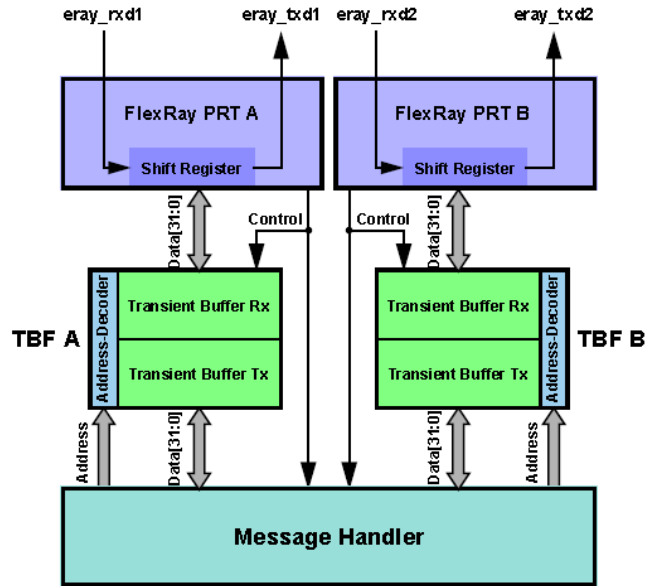 eray_rxd1
eray_txd1
eray_rxd2
eray_txd2
FlexRay PRT A
FlexRay PRT B
Shift Register
Shift Register
Data[31:0]
Control
Control
Data[31:0]
TBF A
Address-Decoder
Transient Buffer Rx
Transient Buffer Tx
Transient Buffer Rx
Transient Buffer Tx
Address-Decoder
TBF B
Address
Data[31:0]
Data[31:0]
Address
Message Handler